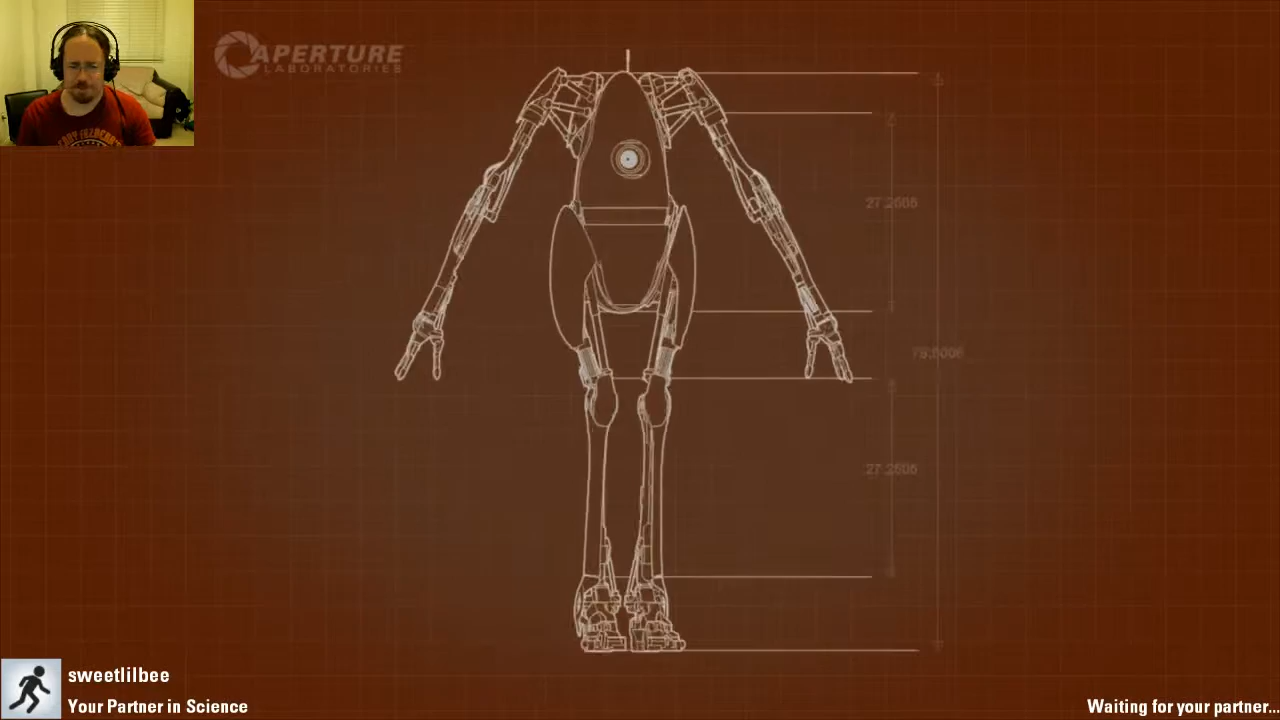 APERTURE
LABORATORIES
27.2606
27.2606
sweetlilbee
Your Partner in Science
Waiting for your partner...